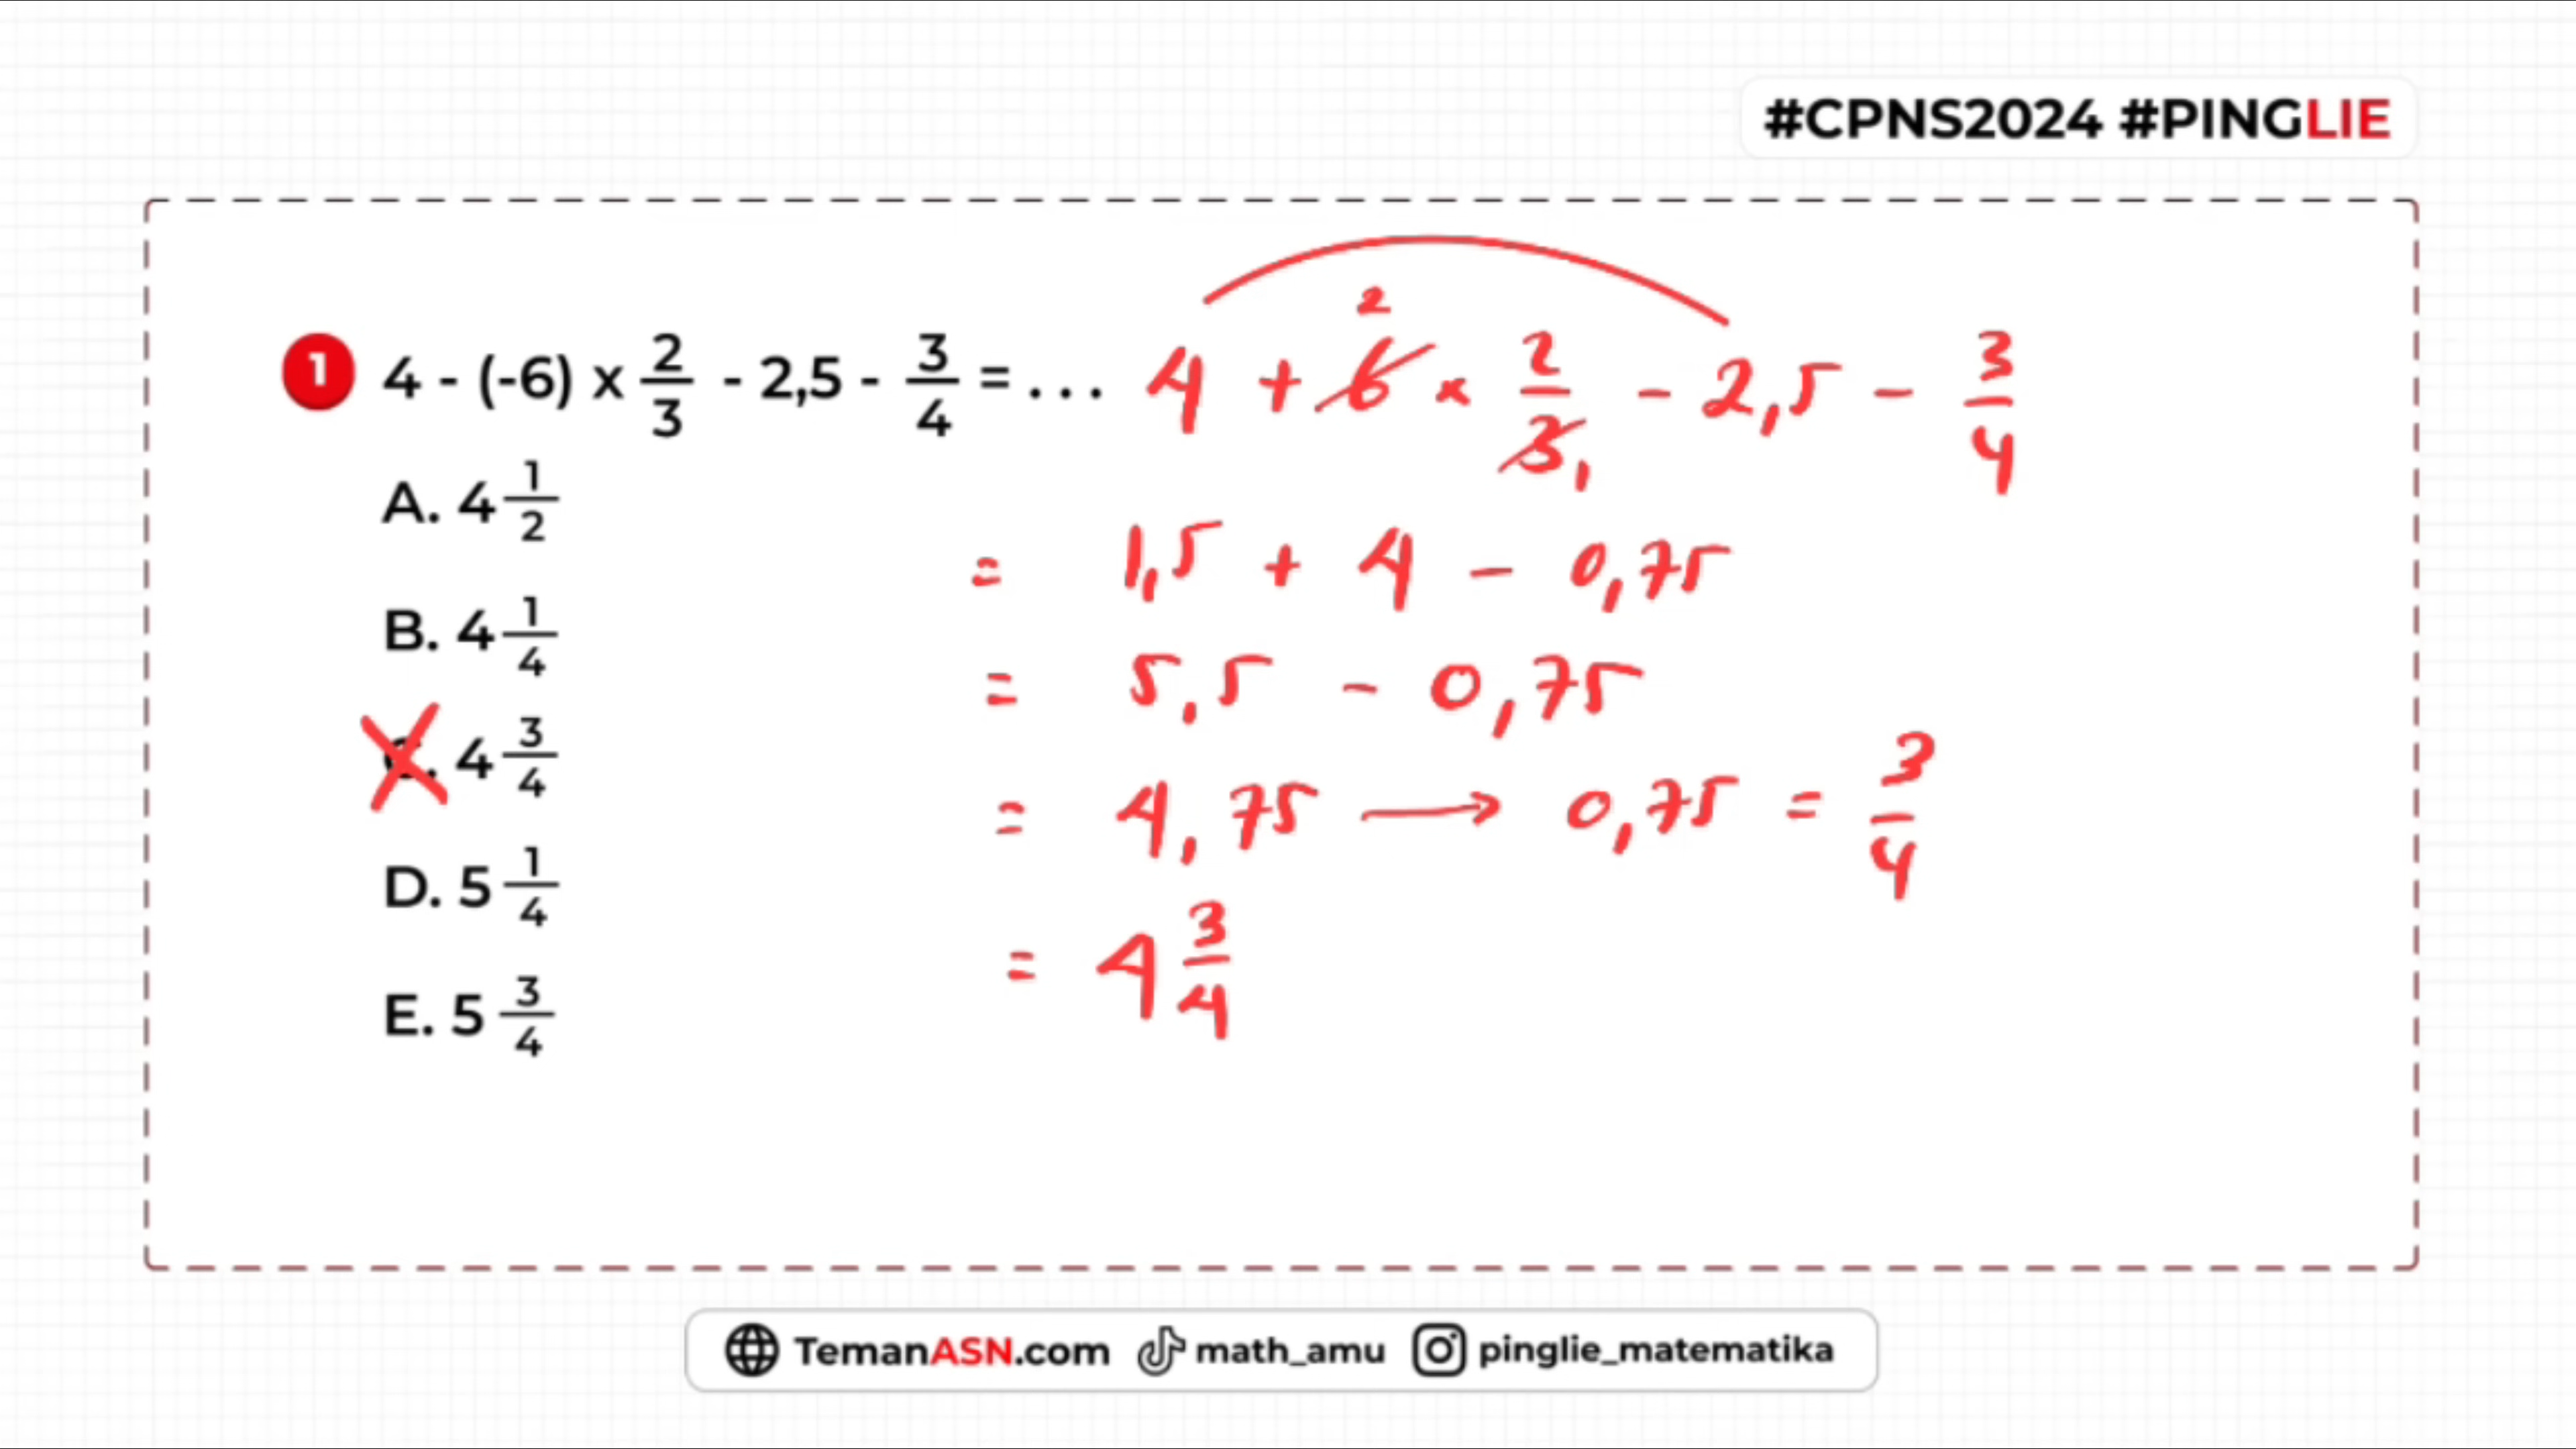 #CPNS2024 #PINGLIE
1 4 - (-6) x 2/3 - 2,5 - 3/4 = . . . 4 + 6 x 2/3 - 2,5 - 3/4
2
1
A. 4 1/2
= 1,5 + 4 - 0,75
B. 4 1/4
= 5,5 - 0,75
C. 4 3/4
= 4,75 → 0,75 = 3/4
D. 5 1/4
= 4 3/4
E. 5 3/4
TemanASN.com math_amu pinglie_matematika